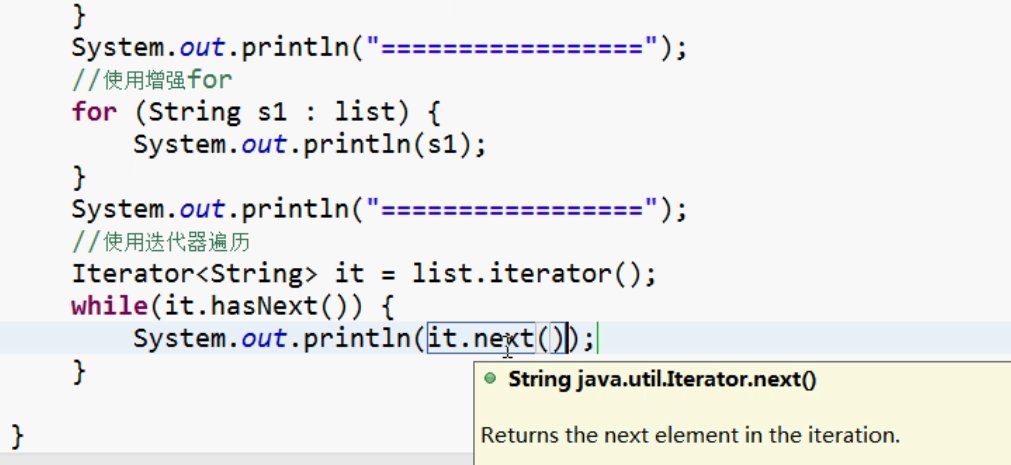 }
System.out.println("=================");
//使用增强for
for (String s1 : list) {
System.out.println(s1);
}
System.out.println("=================");
//使用迭代器遍历
Iterator<String> it = list.iterator();
while(it.hasNext()) {
System.out.println(it.next());
}
String java.util.Iterator.next()
}
Returns the next element in the iteration.